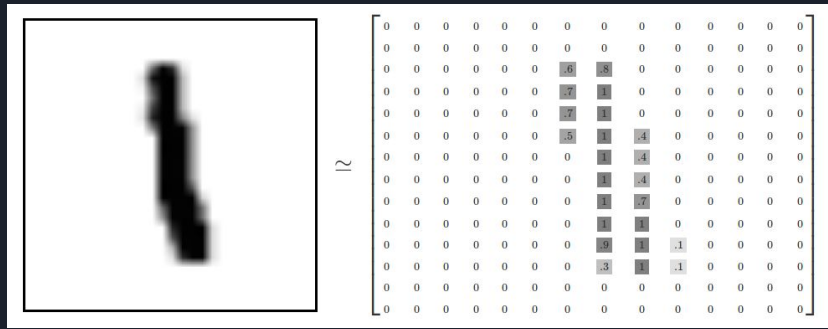 0 0 0 0 0 0 0 0 0 0 0 0 0 0
0 0 0 0 0 0 0 0 0 0 0 0 0 0
0 0 0 0 0 0 .6 .8 0 0 0 0 0 0
0 0 0 0 0 0 .7 1 0 0 0 0 0 0
0 0 0 0 0 0 .7 1 0 0 0 0 0 0
0 0 0 0 0 0 .5 1 .4 0 0 0 0 0
0 0 0 0 0 0 0 1 .4 0 0 0 0 0
≃ 0 0 0 0 0 0 0 1 .4 0 0 0 0 0
0 0 0 0 0 0 0 1 .7 0 0 0 0 0
0 0 0 0 0 0 0 1 1 0 0 0 0 0
0 0 0 0 0 0 0 .9 1 .1 0 0 0 0
0 0 0 0 0 0 0 .3 1 .1 0 0 0 0
0 0 0 0 0 0 0 0 0 0 0 0 0 0
0 0 0 0 0 0 0 0 0 0 0 0 0 0